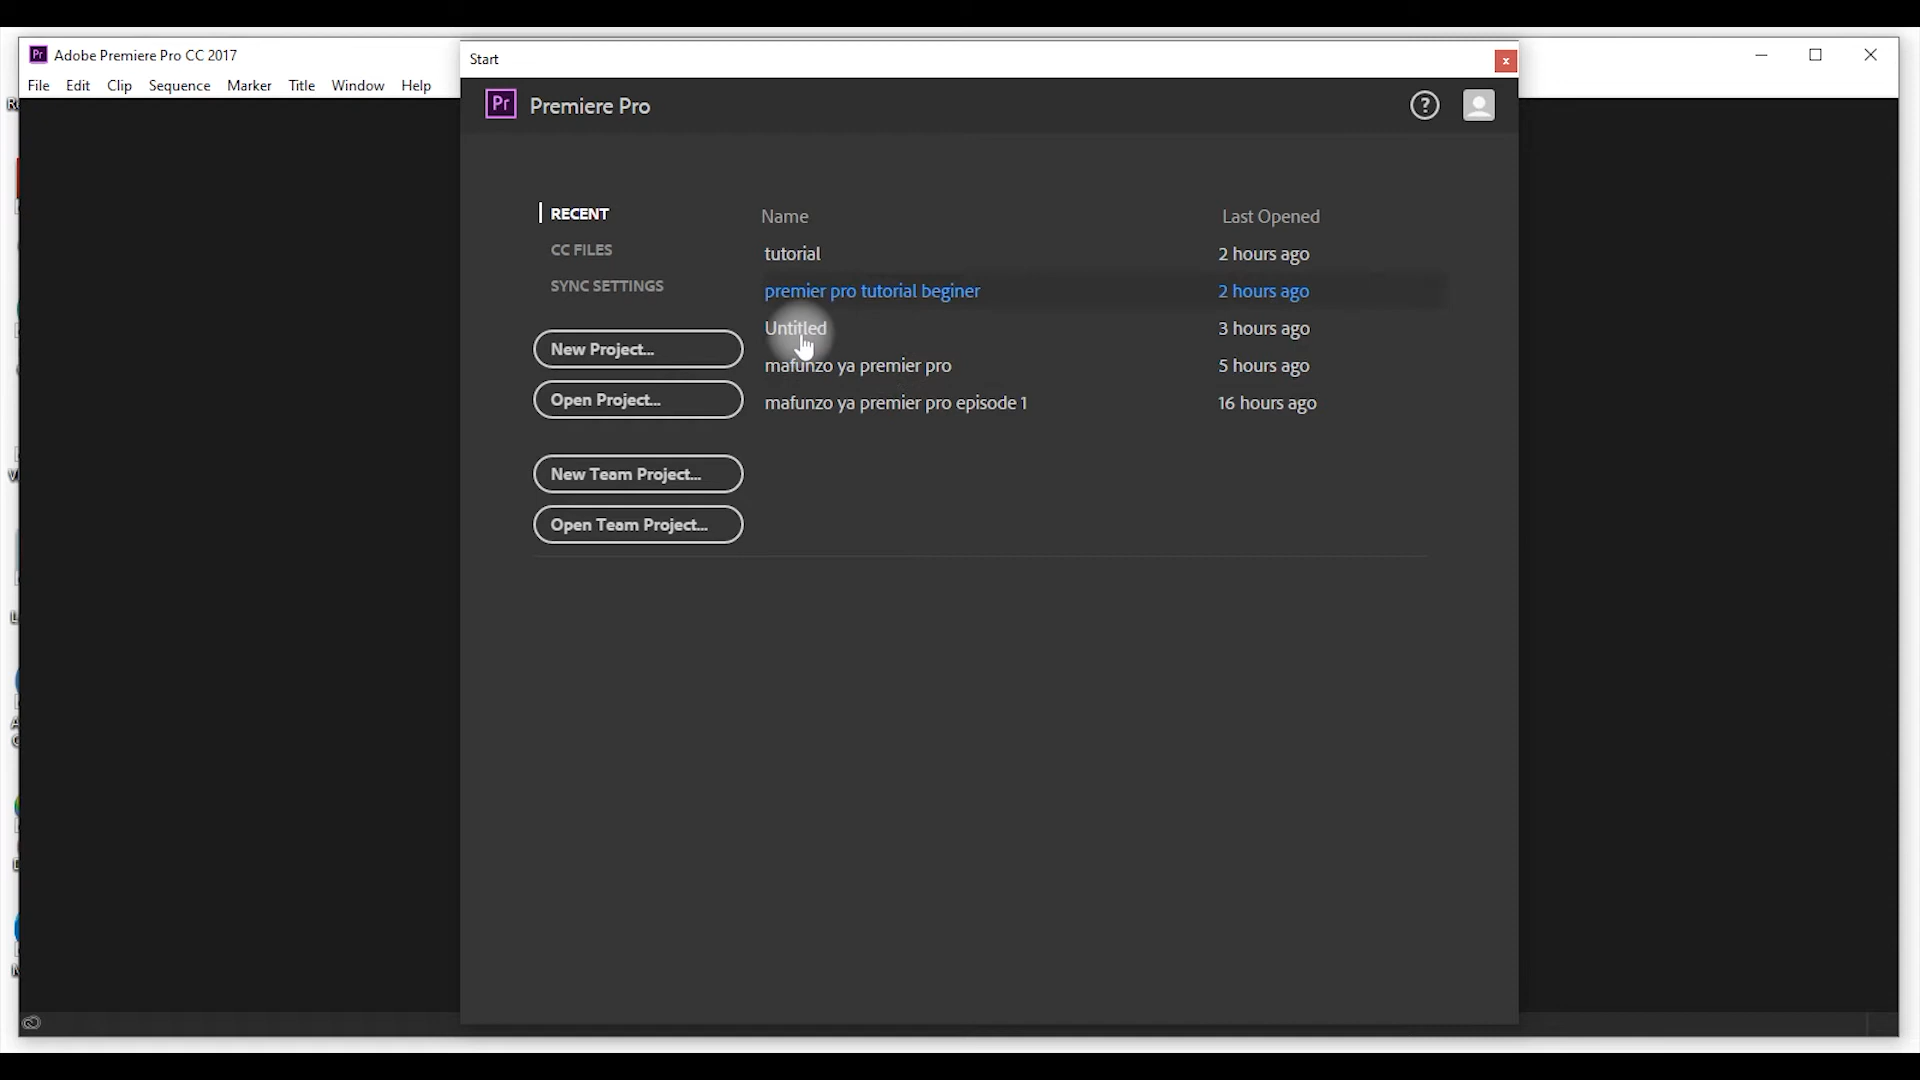 Adobe Premiere Pro CC 2017
Start
x
File Edit Clip Sequence Marker Title Window Help
Pr Premiere Pro
?
RECENT
CC FILES
SYNC SETTINGS
New Project...
Open Project...
New Team Project...
Open Team Project...
Name Last Opened
tutorial 2 hours ago
premier pro tutorial beginer 2 hours ago
Untitled 3 hours ago
mafunzo ya premier pro 5 hours ago
mafunzo ya premier pro episode 1 16 hours ago